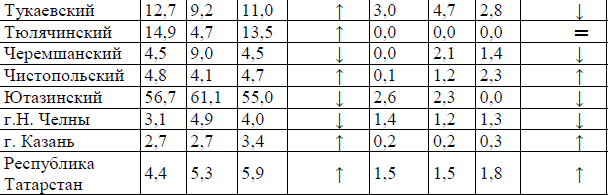 Тукаевский 12,7 9,2 11,0 ↑ 3,0 4,7 2,8 ↓
Тюлячинский 14,9 4,7 13,5 ↑ 0,0 0,0 0,0 =
Черемшанский 4,5 9,0 4,5 ↓ 0,0 2,1 1,4 ↓
Чистопольский 4,8 4,1 4,7 ↑ 0,1 1,2 2,3 ↑
Ютазинский 56,7 61,1 55,0 ↓ 2,6 2,3 0,0 ↓
г.Н. Челны 3,1 4,9 4,0 ↓ 1,4 1,2 1,3 ↓
г. Казань 2,7 2,7 3,4 ↑ 0,2 0,2 0,3 ↑
Республика
Татарстан 4,4 5,3 5,9 ↑ 1,5 1,5 1,8 ↑